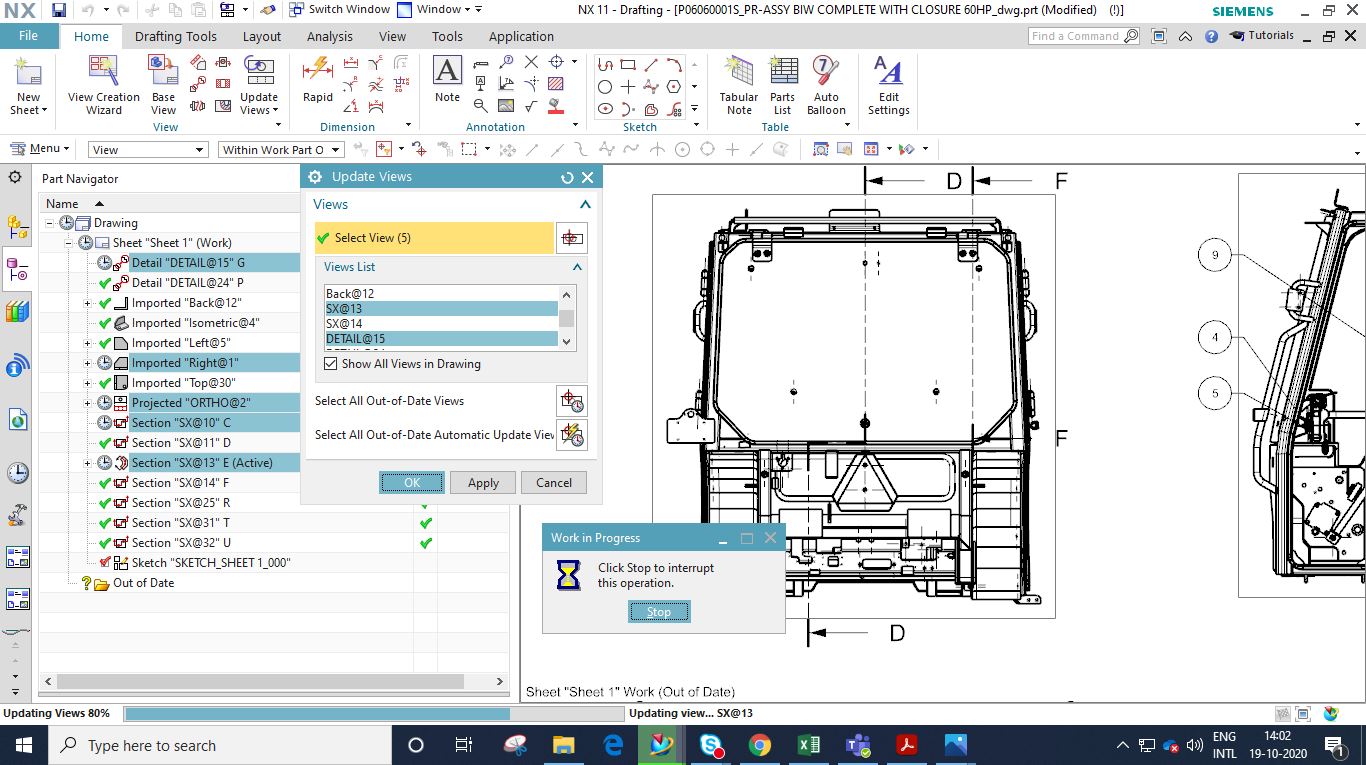 NX
Switch Window
Window
NX 11 - Drafting - [P06060001S_PR-ASSY BIW COMPLETE WITH CLOSURE 60HP_dwg.prt (Modified) (!)]
SIEMENS
File
Home
Drafting Tools
Layout
Analysis
View
Tools
Application
Find a Command
Tutorials
New
Sheet
View Creation
Wizard
Base
View
Update
Views
View
Rapid
Dimension
A
Note
Annotation
Sketch
Tabular
Note
Parts
List
Auto
Balloon
Table
Edit
Settings
Menu
View
Within Work Part O
Part Navigator
Name
Drawing
Sheet "Sheet 1" (Work)
Detail "DETAIL@15" G
Detail "DETAIL@24" P
Imported "Back@12"
Imported "Isometric@4"
Imported "Left@5"
Imported "Right@1"
Imported "Top@30"
Projected "ORTHO@2"
Section "SX@10" C
Section "SX@11" D
Section "SX@13" E (Active)
Section "SX@14" F
Section "SX@25" R
Section "SX@31" T
Section "SX@32" U
Sketch "SKETCH_SHEET 1_000"
Out of Date
Update Views
Views
Select View (5)
Views List
Back@12
SX@13
SX@14
DETAIL@15
Show All Views in Drawing
Select All Out-of-Date Views
Select All Out-of-Date Automatic Update View
OK
Apply
Cancel
Work in Progress
Click Stop to interrupt
this operation.
Stop
D
F
9
4
5
F
D
Sheet "Sheet 1" Work (Out of Date)
Updating Views 80%
Updating view... SX@13
Type here to search
ENG
INTL
14:02
19-10-2020
1